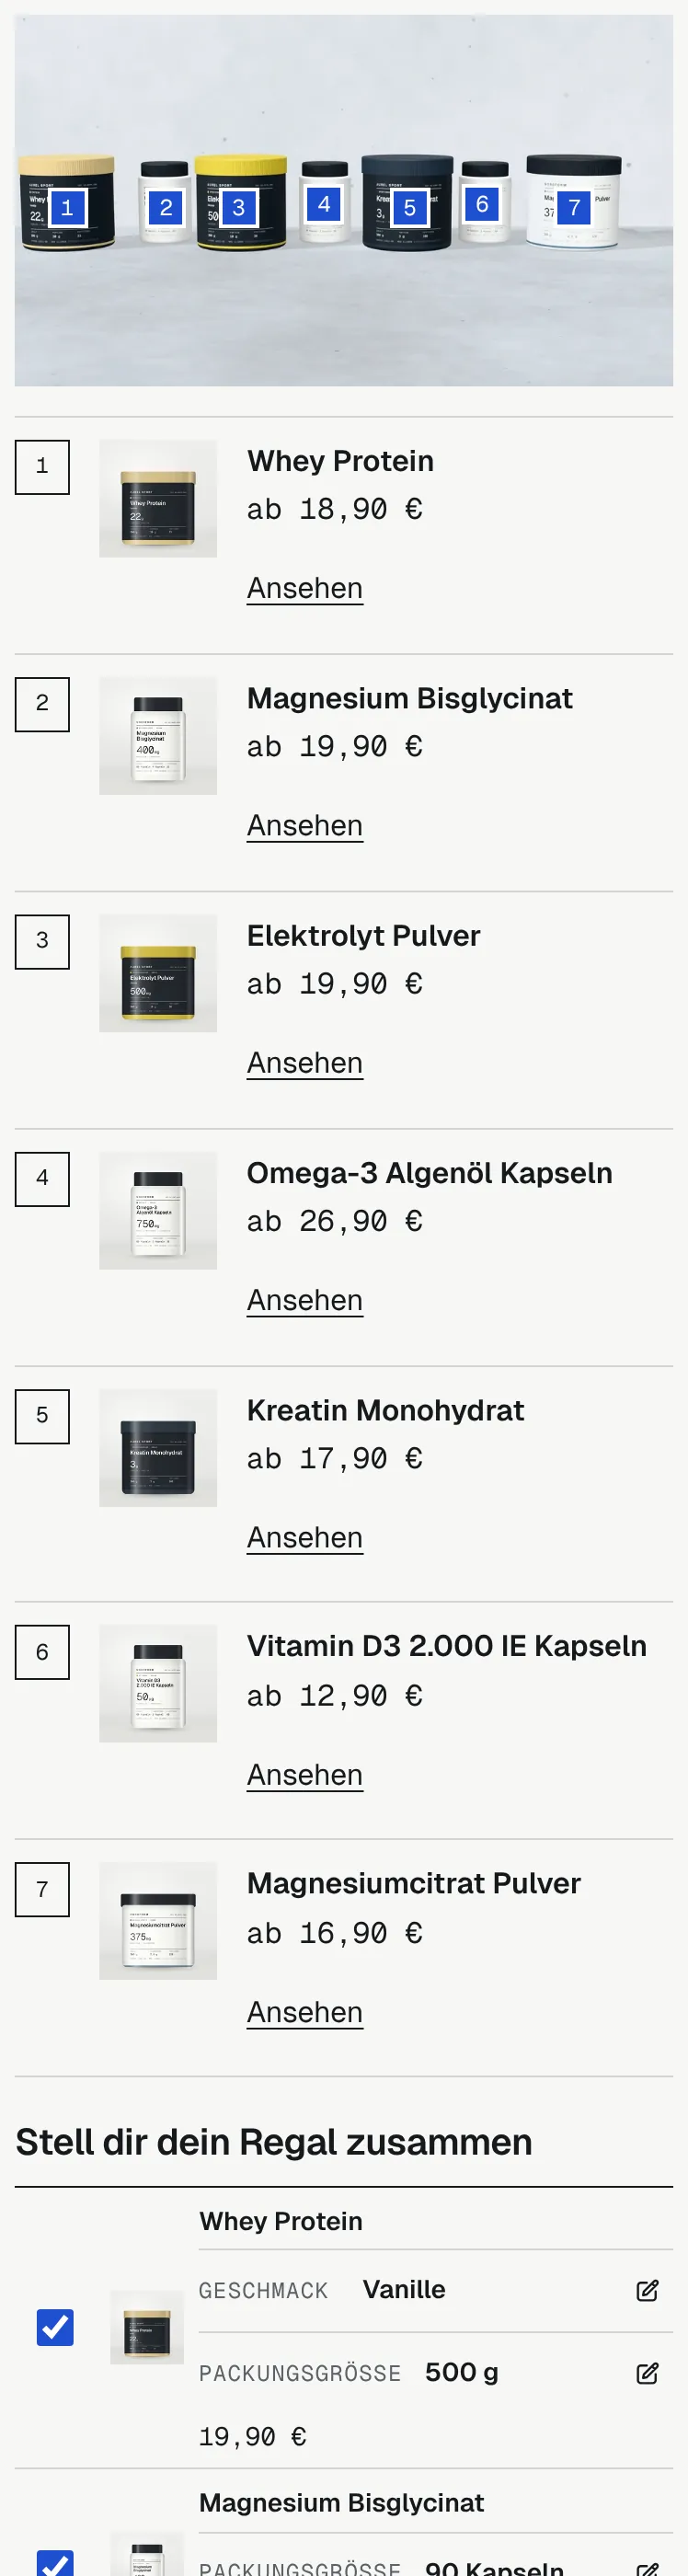 1
2
3
4
5
6
7
1
Whey Protein
ab 18,90 €
Ansehen
2
Magnesium Bisglycinat
400
ab 19,90 €
Ansehen
3
Elektrolyt Pulver
500
ab 19,90 €
Ansehen
4
Omega-3 Algenöl Kapseln
750
ab 26,90 €
Ansehen
5
Kreatin Monohydrat
ab 17,90 €
Ansehen
6
Vitamin D3 2.000 IE Kapseln
ab 12,90 €
Ansehen
7
Magnesiumcitrat Pulver
375
ab 16,90 €
Ansehen
Stell dir dein Regal zusammen
Whey Protein
GESCHMACK Vanille
PACKUNGSGRÖSSE 500 g
19,90 €
Magnesium Bisglycinat
PACKUNGSGRÖSSE 90 Kapseln